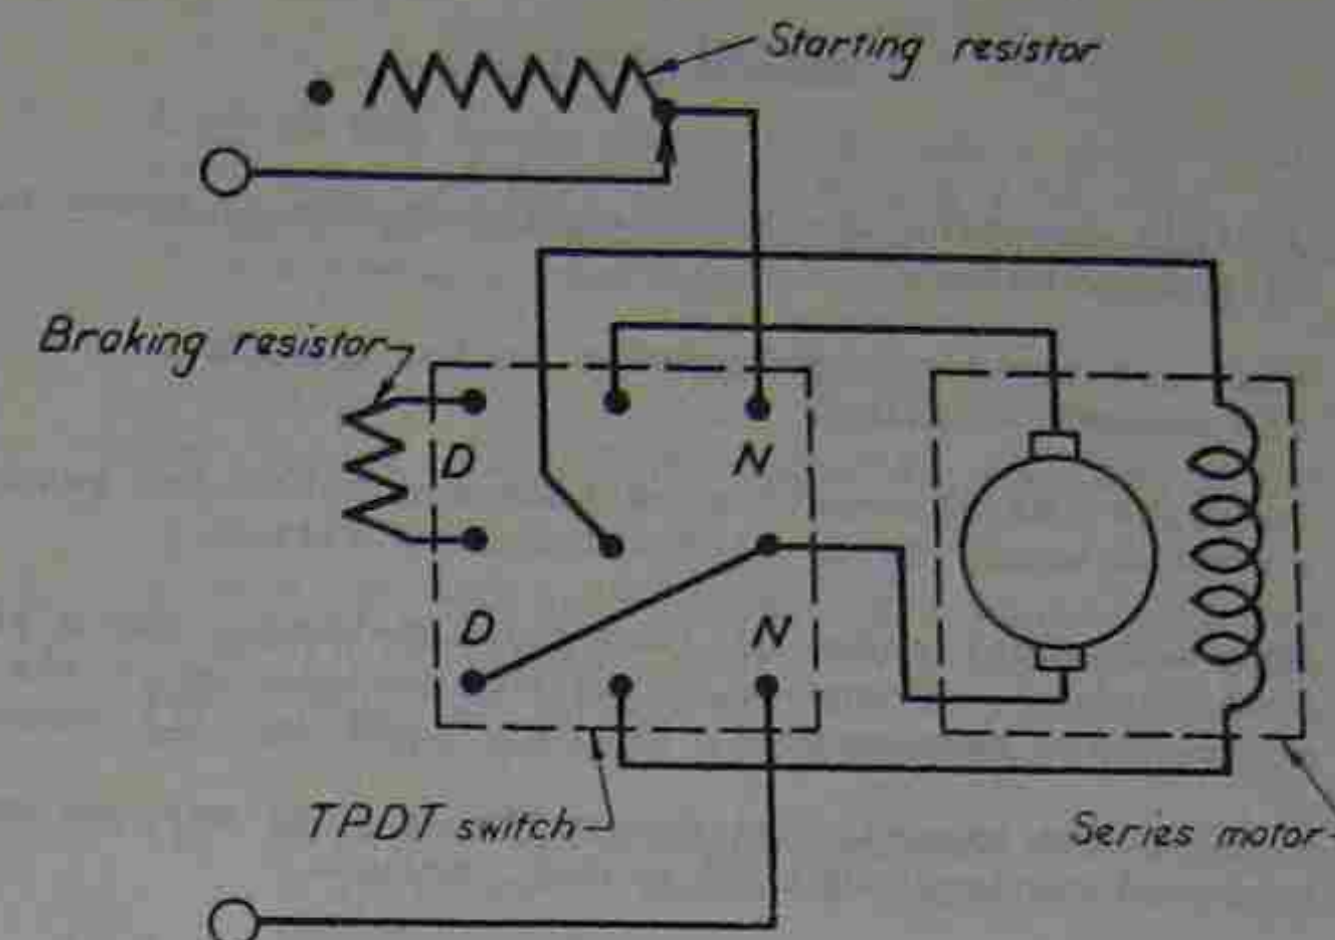 Starting resistor
Braking resistor
D
N
D
N
TPDT switch
Series motor